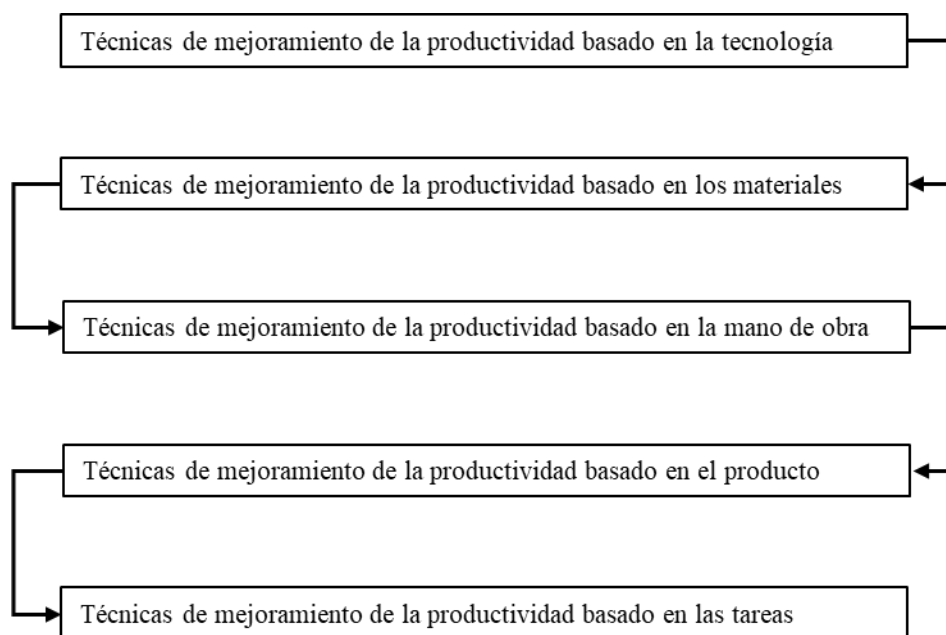 Técnicas de mejoramiento de la productividad basado en la tecnología
Técnicas de mejoramiento de la productividad basado en los materiales
Técnicas de mejoramiento de la productividad basado en la mano de obra
Técnicas de mejoramiento de la productividad basado en el producto
Técnicas de mejoramiento de la productividad basado en las tareas